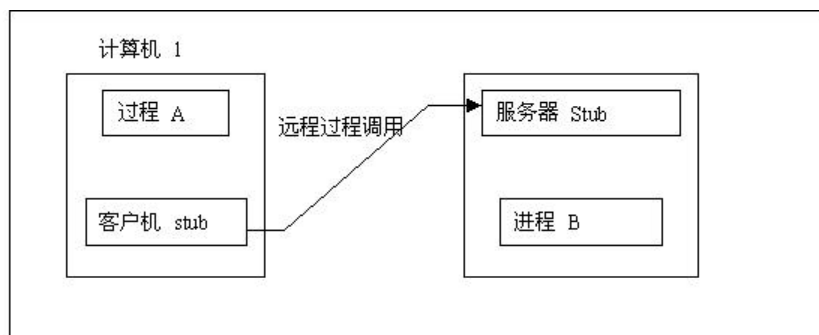 计算机 1
过程 A
服务器 Stub
远程过程调用
客户机 stub
进程 B